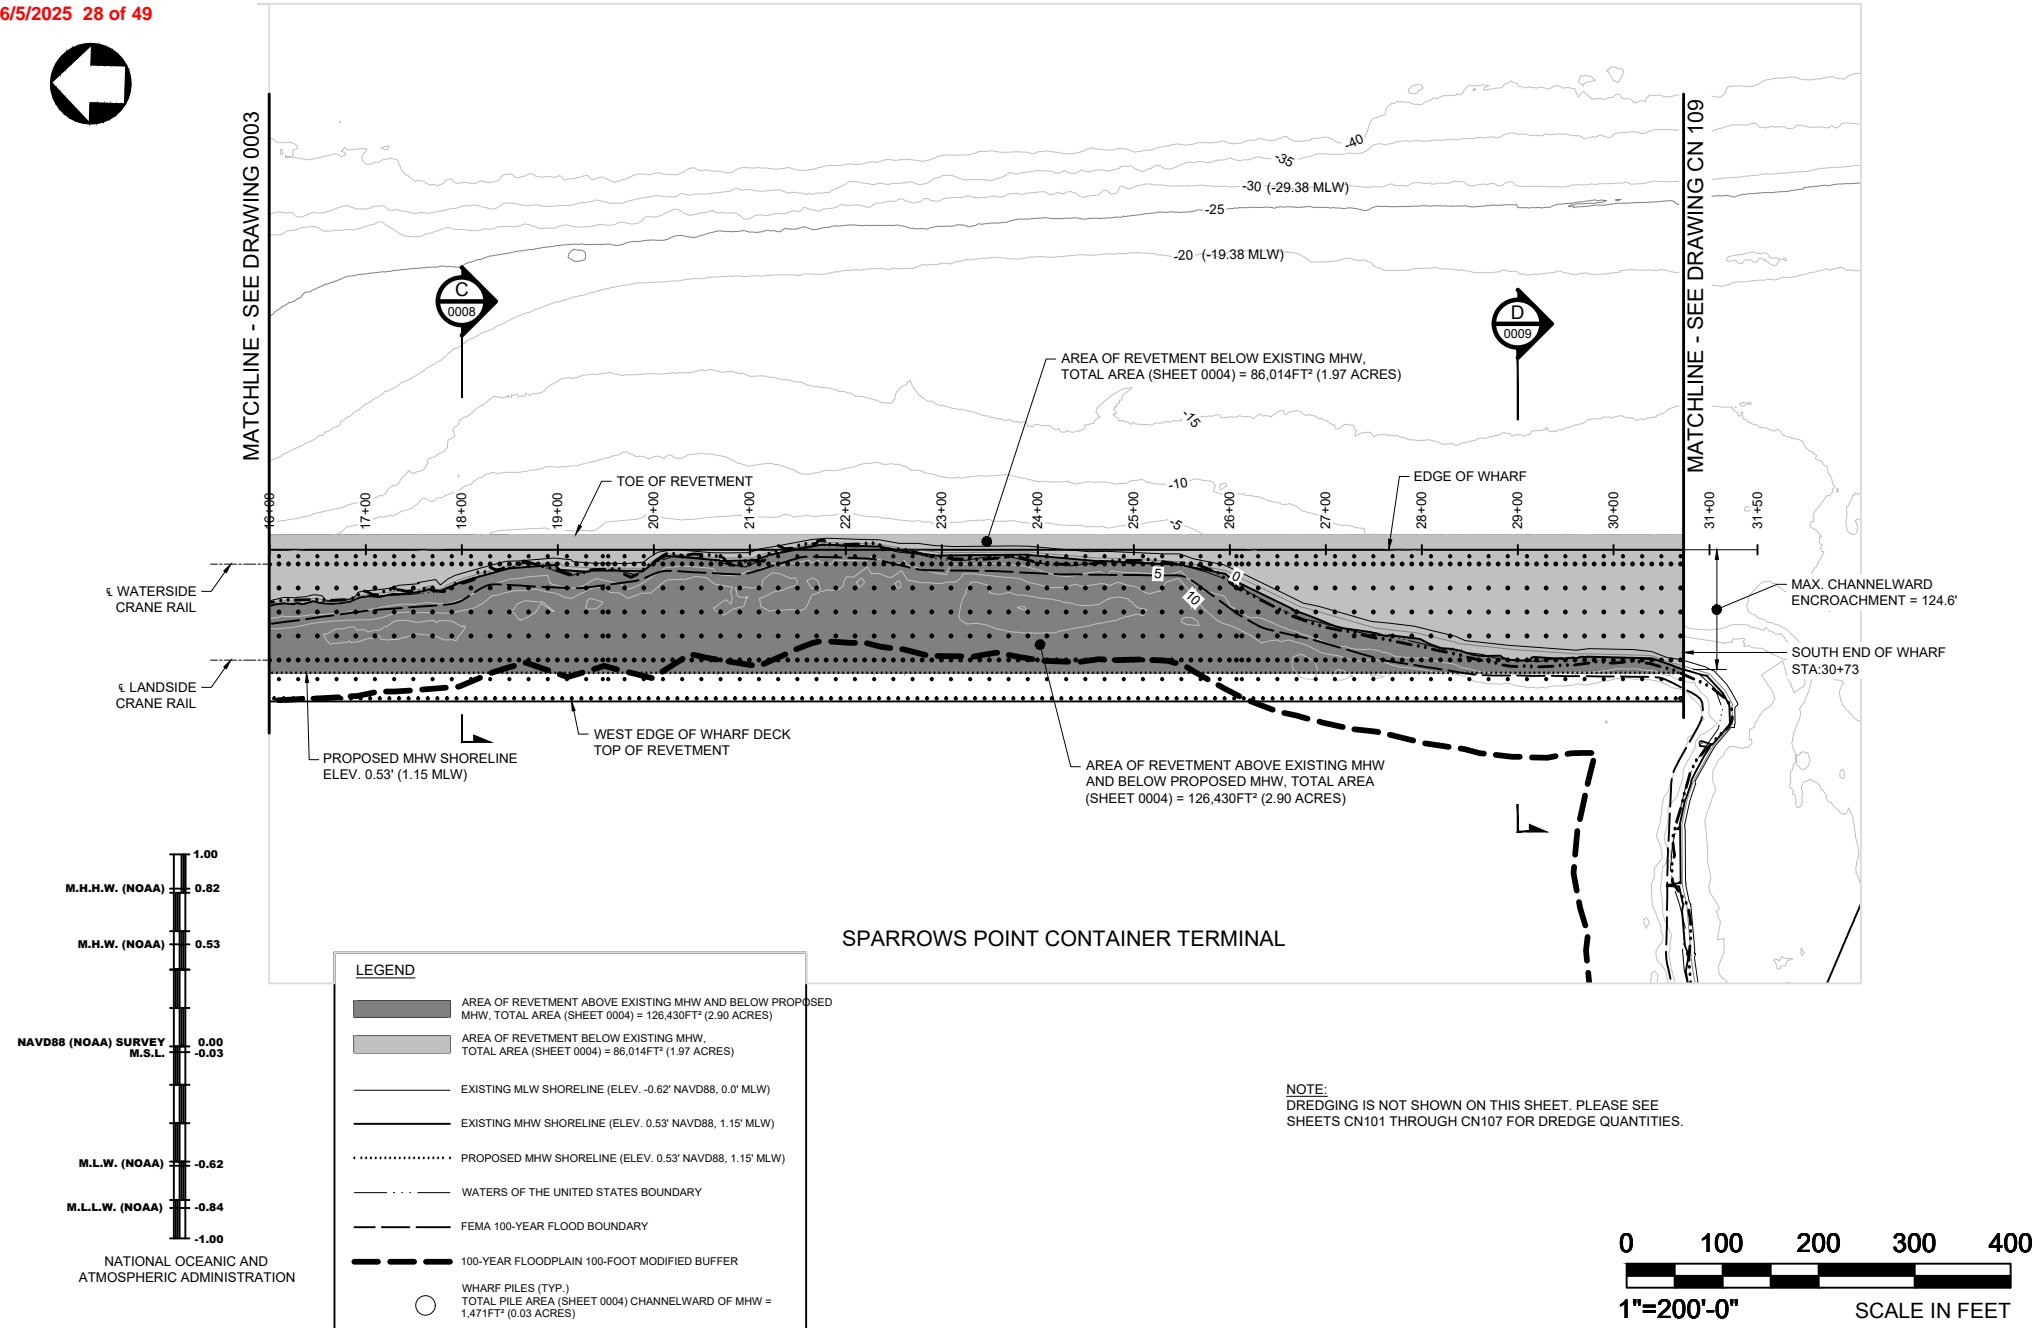 6/5/2025 28 of 49
MATCHLINE - SEE DRAWING 0003
MATCHLINE - SEE DRAWING CN 109
-40
-35
-30 (-29.38 MLW)
-25
-20 (-19.38 MLW)
C
0008
D
0009
AREA OF REVETMENT BELOW EXISTING MHW,
TOTAL AREA (SHEET 0004) = 86,014FT² (1.97 ACRES)
-15
-10
-5
TOE OF REVETMENT
EDGE OF WHARF
16+00
17+00
18+00
19+00
20+00
21+00
22+00
23+00
24+00
25+00
26+00
27+00
28+00
29+00
30+00
31+00
31+50
5
0
10
℄ WATERSIDE
CRANE RAIL
MAX. CHANNELWARD
ENCROACHMENT = 124.6'
SOUTH END OF WHARF
STA:30+73
℄ LANDSIDE
CRANE RAIL
WEST EDGE OF WHARF DECK
TOP OF REVETMENT
PROPOSED MHW SHORELINE
ELEV. 0.53' (1.15 MLW)
AREA OF REVETMENT ABOVE EXISTING MHW
AND BELOW PROPOSED MHW, TOTAL AREA
(SHEET 0004) = 126,430FT² (2.90 ACRES)
1.00
M.H.H.W. (NOAA) 0.82
M.H.W. (NOAA) 0.53
NAVD88 (NOAA) SURVEY 0.00
M.S.L. -0.03
M.L.W. (NOAA) -0.62
M.L.L.W. (NOAA) -0.84
-1.00
NATIONAL OCEANIC AND
ATMOSPHERIC ADMINISTRATION
SPARROWS POINT CONTAINER TERMINAL
LEGEND
AREA OF REVETMENT ABOVE EXISTING MHW AND BELOW PROPOSED
MHW, TOTAL AREA (SHEET 0004) = 126,430FT² (2.90 ACRES)
AREA OF REVETMENT BELOW EXISTING MHW,
TOTAL AREA (SHEET 0004) = 86,014FT² (1.97 ACRES)
EXISTING MLW SHORELINE (ELEV. -0.62' NAVD88, 0.0' MLW)
EXISTING MHW SHORELINE (ELEV. 0.53' NAVD88, 1.15' MLW)
PROPOSED MHW SHORELINE (ELEV. 0.53' NAVD88, 1.15' MLW)
WATERS OF THE UNITED STATES BOUNDARY
FEMA 100-YEAR FLOOD BOUNDARY
100-YEAR FLOODPLAIN 100-FOOT MODIFIED BUFFER
WHARF PILES (TYP.)
TOTAL PILE AREA (SHEET 0004) CHANNELWARD OF MHW =
1,471FT² (0.03 ACRES)
NOTE:
DREDGING IS NOT SHOWN ON THIS SHEET. PLEASE SEE
SHEETS CN101 THROUGH CN107 FOR DREDGE QUANTITIES.
0 100 200 300 400
1"=200'-0" SCALE IN FEET